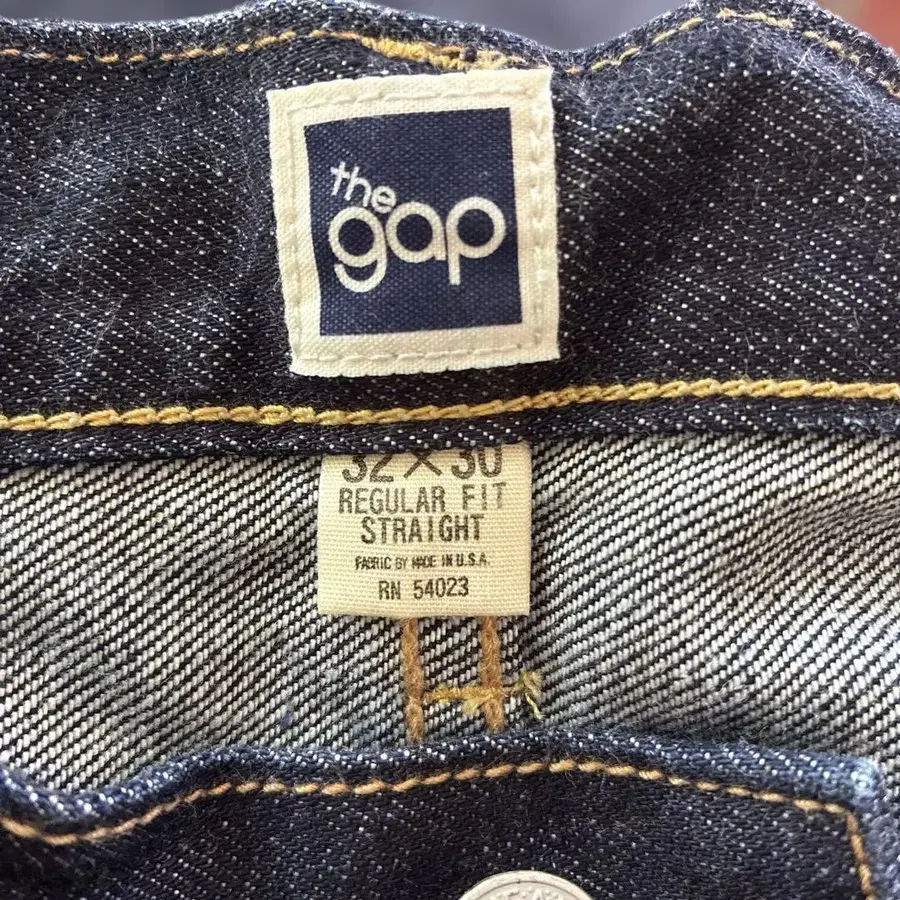 the
gap
32×30
REGULAR FIT
STRAIGHT
FABRIC BY MADE IN U.S.A.
RN 54023